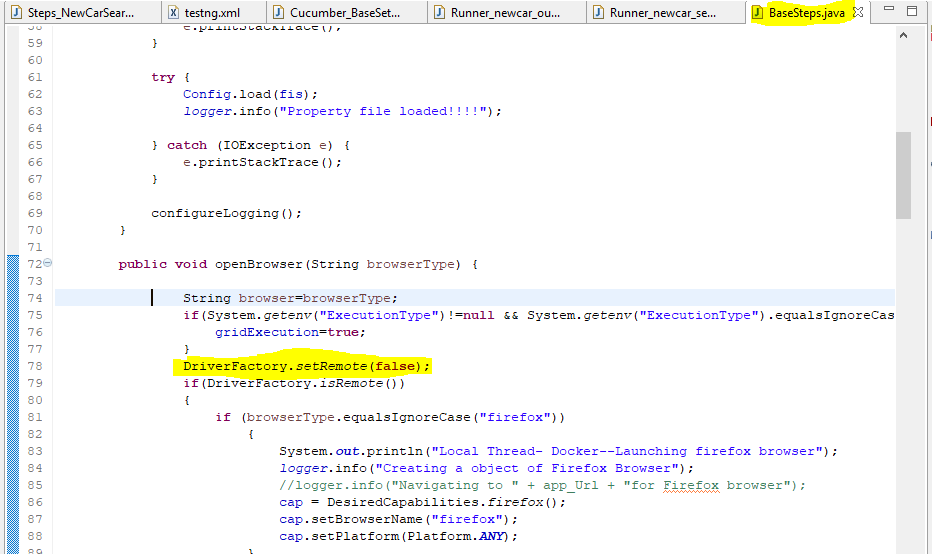 Steps_NewCarSear... testng.xml Cucumber_BaseSet... Runner_newcar_ou... Runner_newcar_se... BaseSteps.java
58 e.printStackTrace();
59 }
60
61 try {
62 Config.load(fis);
63 logger.info("Property file loaded!!!!");
64
65 } catch (IOException e) {
66 e.printStackTrace();
67 }
68
69 configureLogging();
70 }
71
72 public void openBrowser(String browserType) {
73
74 String browser=browserType;
75 if(System.getenv("ExecutionType")!=null && System.getenv("ExecutionType").equalsIgnoreCas
76 gridExecution=true;
77 }
78 DriverFactory.setRemote(false);
79 if(DriverFactory.isRemote())
80 {
81 if (browserType.equalsIgnoreCase("firefox"))
82 {
83 System.out.println("Local Thread- Docker--Launching firefox browser");
84 logger.info("Creating a object of Firefox Browser");
85 //logger.info("Navigating to " + app_Url + "for Firefox browser");
86 cap = DesiredCapabilities.firefox();
87 cap.setBrowserName("firefox");
88 cap.setPlatform(Platform.ANY);
89 }